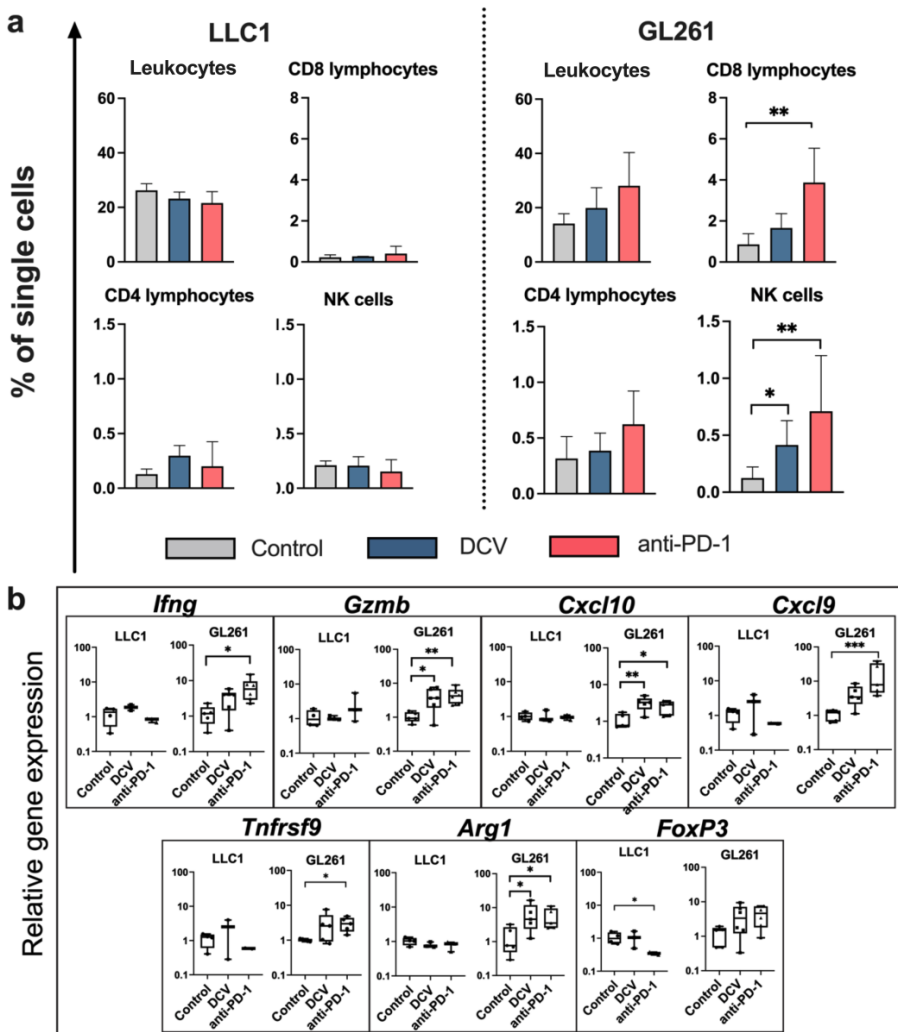 a
LLC1 GL261
Leukocytes CD8 lymphocytes Leukocytes CD8 lymphocytes
% of single cells
60 8 60 8
**
40 6 40 6
4 4
20 2 20 2
0 0 0 0
CD4 lymphocytes NK cells CD4 lymphocytes NK cells
1.5 1.5 1.5 1.5
**
1.0 1.0 1.0 1.0
*
0.5 0.5 0.5 0.5
0.0 0.0 0.0 0.0
Control DCV anti-PD-1
b
Relative gene expression
Ifng Gzmb Cxcl10 Cxcl9
LLC1 GL261 LLC1 GL261 LLC1 GL261 LLC1 GL261
100 100 100 100 100 100 100 100
* ** * * ** ***
10 10 10 10 10 10 10 10
1 1 1 1 1 1 1 1
0.1 0.1 0.1 0.1 0.1 0.1 0.1 0.1
Control DCV anti-PD-1 Control DCV anti-PD-1 Control DCV anti-PD-1 Control DCV anti-PD-1 Control DCV anti-PD-1 Control DCV anti-PD-1 Control DCV anti-PD-1 Control DCV anti-PD-1
Tnfrsf9 Arg1 FoxP3
LLC1 GL261 LLC1 GL261 LLC1 GL261
100 100 100 100 100 100
* * * *
10 10 10 10 10 10
1 1 1 1 1 1
0.1 0.1 0.1 0.1 0.1 0.1
Control DCV anti-PD-1 Control DCV anti-PD-1 Control DCV anti-PD-1 Control DCV anti-PD-1 Control DCV anti-PD-1 Control DCV anti-PD-1